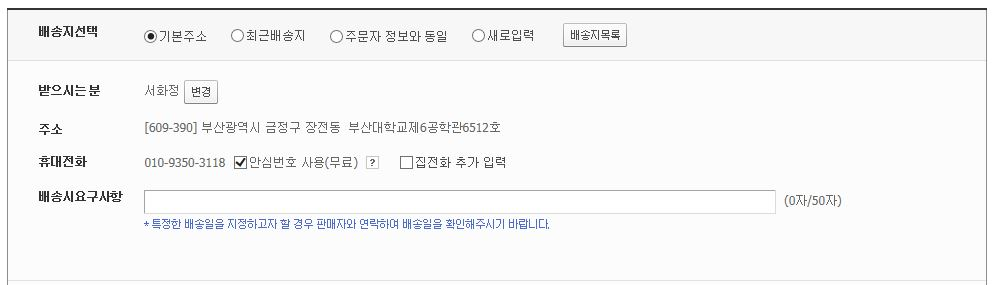 배송지선택 기본주소 최근배송지 주문자 정보와 동일 새로입력 배송지목록
받으시는 분 서화정 변경
주소 [609-390] 부산광역시 금정구 장전동 부산대학교제6공학관6512호
휴대전화 010-9350-3118 안심번호 사용(무료) ? 집전화 추가 입력
배송시요구사항 (0자/50자)
* 특정한 배송일을 지정하고자 할 경우 판매자와 연락하여 배송일을 확인해주시기 바랍니다.